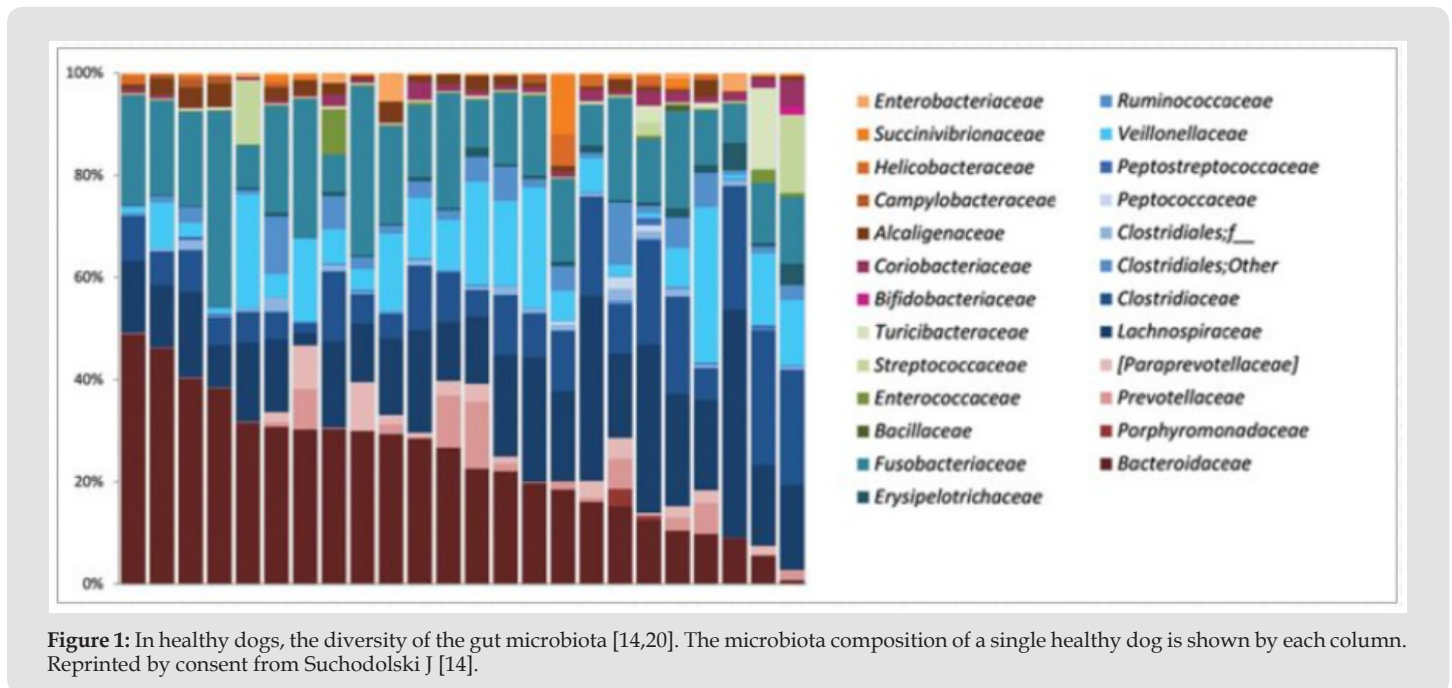 100%
80%
60%
40%
20%
0%
Enterobacteriaceae
Succinivibrionaceae
Helicobacteraceae
Campylobacteraceae
Alcaligenaceae
Coriobacteriaceae
Bifidobacteriaceae
Turicibacteraceae
Streptococcaceae
Enterococcaceae
Bacillaceae
Fusobacteriaceae
Erysipelotrichaceae
Ruminococcaceae
Veillonellaceae
Peptostreptococcaceae
Peptococcaceae
Clostridiales;f__
Clostridiales;Other
Clostridiaceae
Lachnospiraceae
[Paraprevotellaceae]
Prevotellaceae
Porphyromonadaceae
Bacteroidaceae
Figure 1: In healthy dogs, the diversity of the gut microbiota [14,20]. The microbiota composition of a single healthy dog is shown by each column.
Reprinted by consent from Suchodolski J [14].